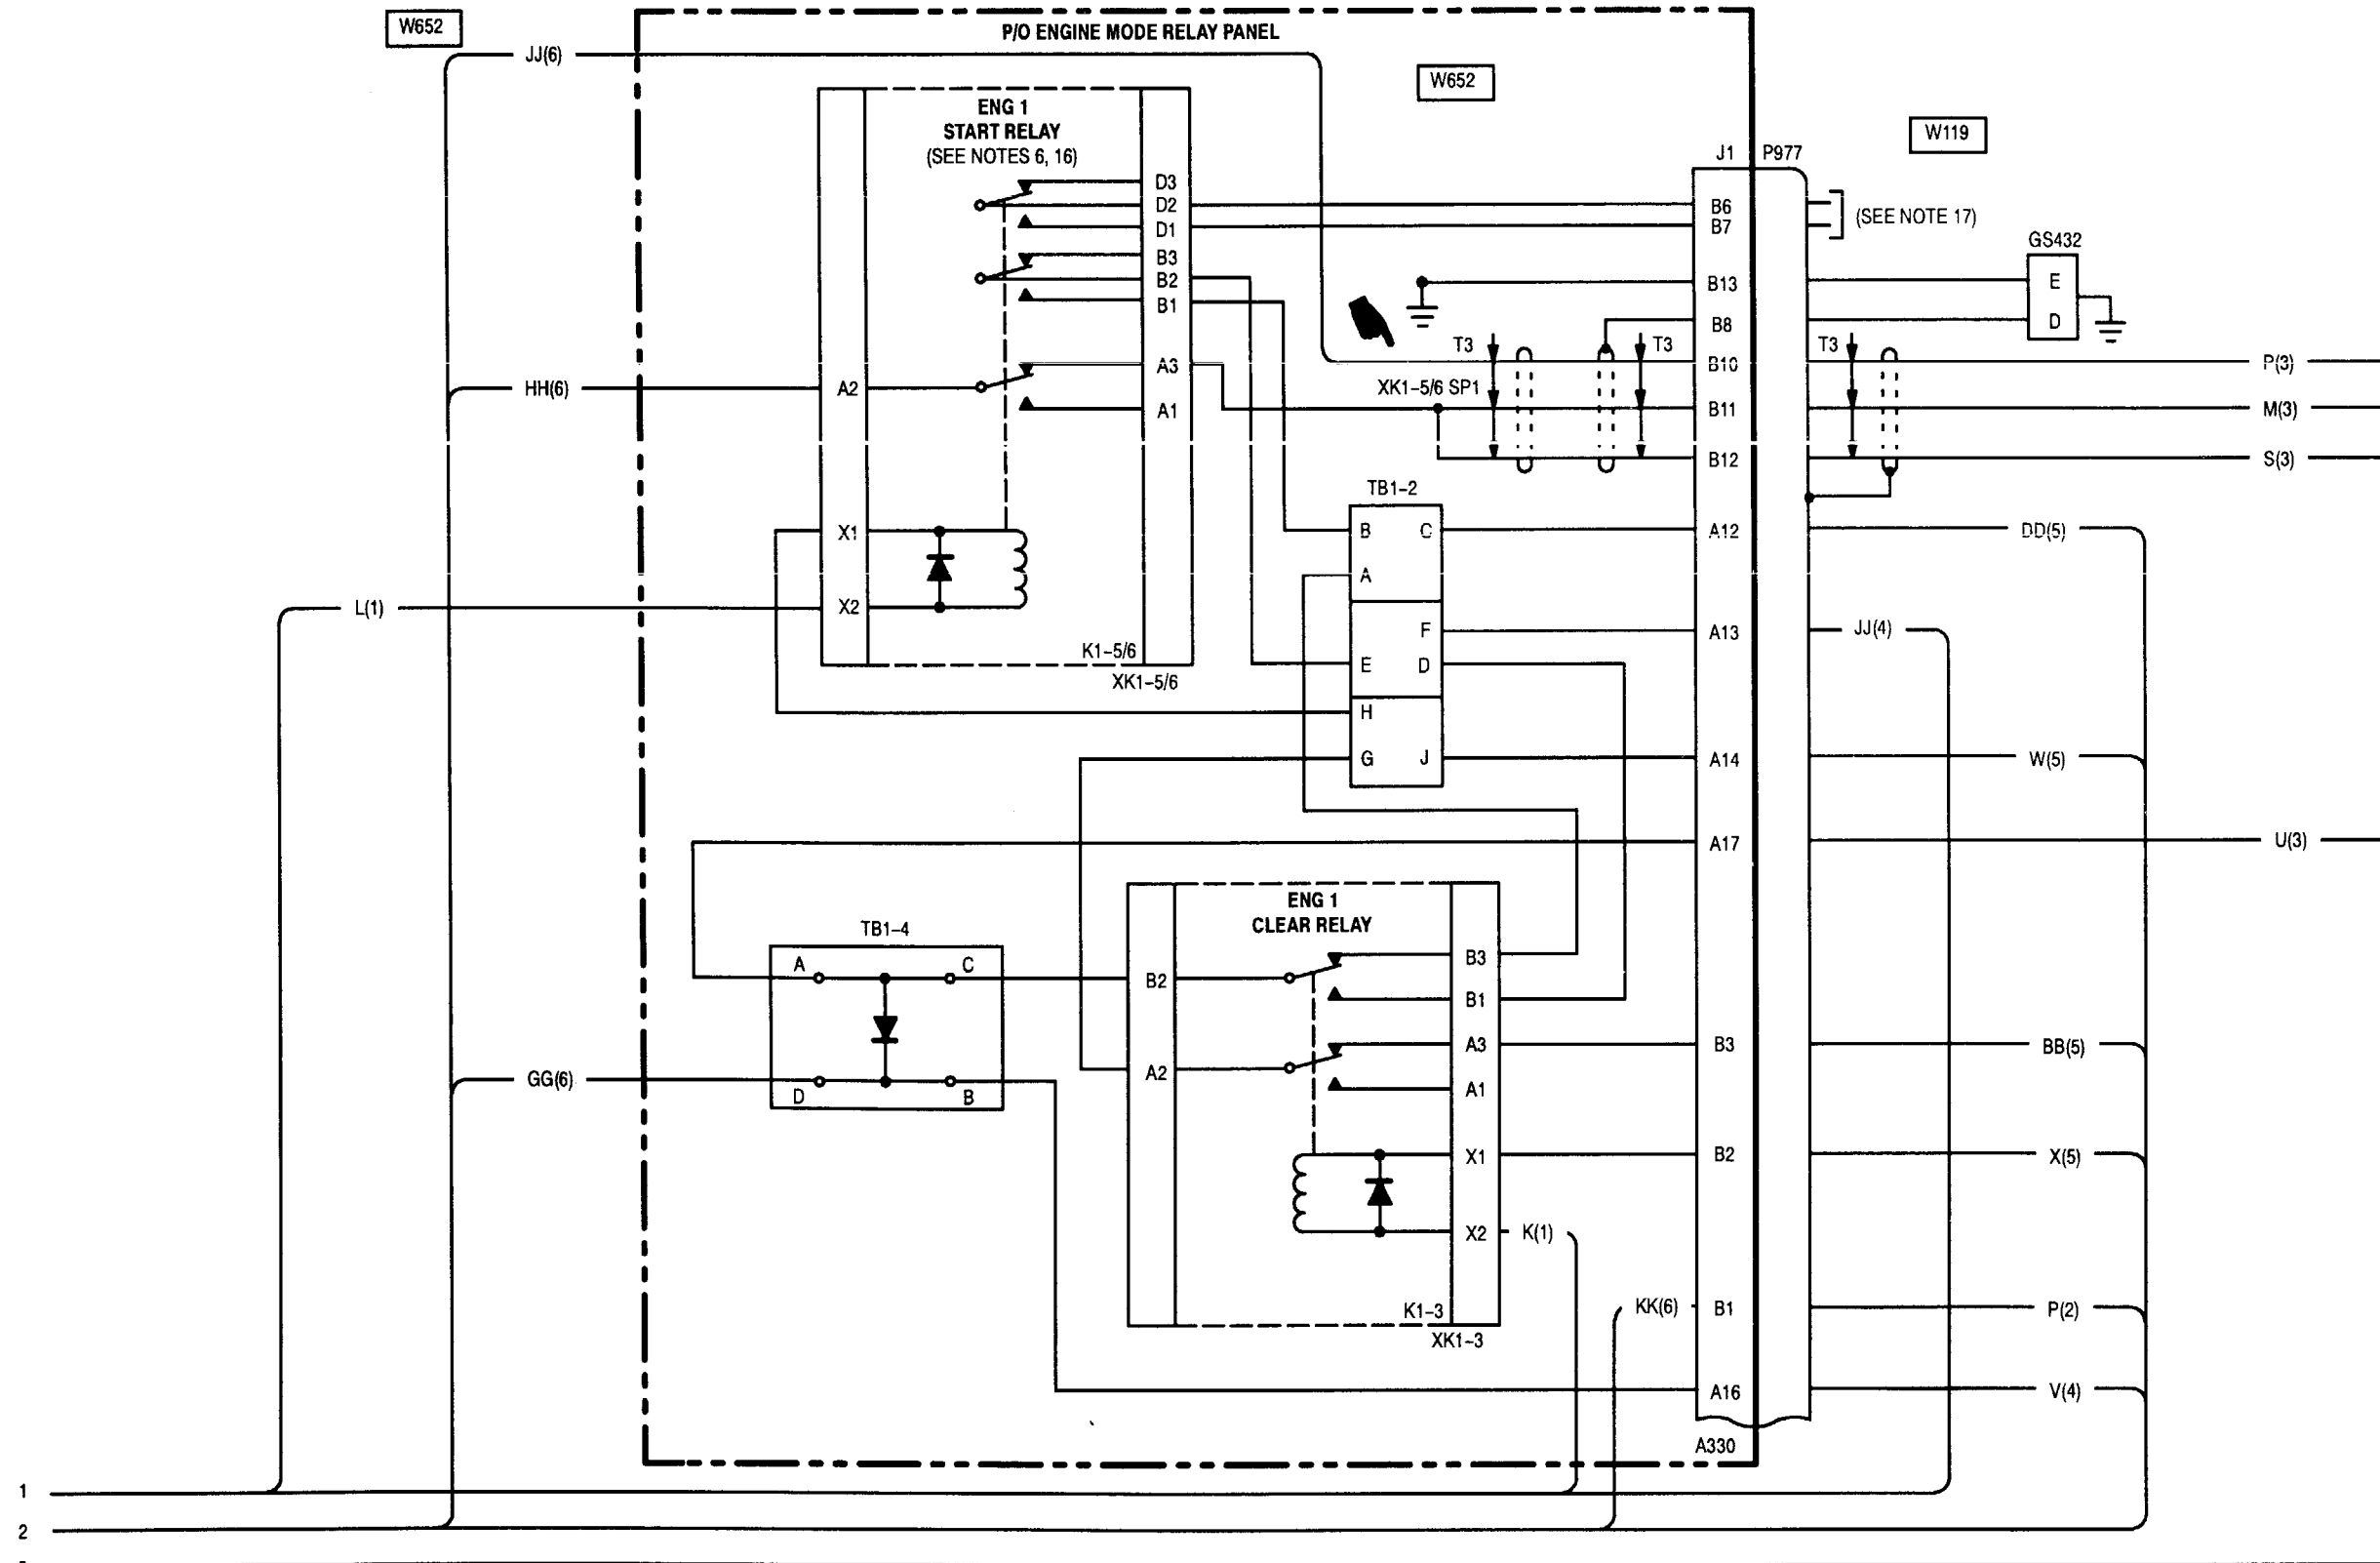 W652
P/O ENGINE MODE RELAY PANEL
JJ(6)
W652
ENG 1
START RELAY
(SEE NOTES 6, 16)
W119
J1
P977
D3
D2
D1
B3
B2
B1
A3
A1
A2
HH(6)
X1
X2
L(1)
K1-5/6
XK1-5/6
B6
B7
(SEE NOTE 17)
GS432
B13
E
B8
D
T3
T3
T3
B10
P(3)
XK1-5/6 SP1
B11
M(3)
B12
S(3)
TB1-2
B
C
A12
DD(5)
A
F
A13
JJ(4)
E
D
H
G
J
A14
W(5)
A17
U(3)
ENG 1
CLEAR RELAY
TB1-4
A
C
B2
B3
B1
A3
B3
BB(5)
GG(6)
D
B
A2
A1
X1
B2
X(5)
X2
K(1)
K1-3
XK1-3
KK(6)
B1
P(2)
A16
V(4)
A330
1
2